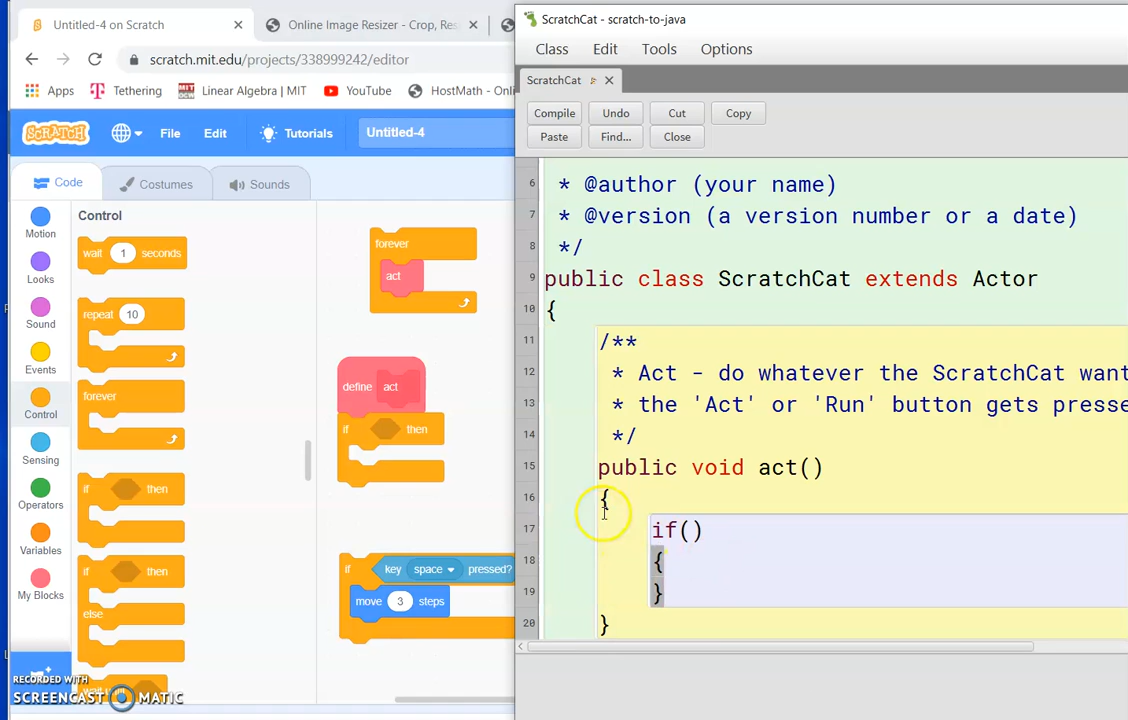 Untitled-4 on Scratch
Online Image Resizer - Crop, Res
scratch.mit.edu/projects/338999242/editor
Apps
Tethering
Linear Algebra | MIT
YouTube
HostMath - Onli
SCRATCH
File
Edit
Tutorials
Untitled-4
Code
Costumes
Sounds
Motion
Looks
Sound
Events
Control
Sensing
Operators
Variables
My Blocks
Control
wait 1 seconds
repeat 10
forever
if then
if then
else
forever
act
define act
if then
if key space pressed?
move 3 steps
RECORDED WITH
SCREENCAST MATIC
ScratchCat - scratch-to-java
Class Edit Tools Options
ScratchCat
Compile Undo Cut Copy
Paste Find... Close
6 * @author (your name)
7 * @version (a version number or a date)
8 */
9 public class ScratchCat extends Actor
10 {
11 /**
12 * Act - do whatever the ScratchCat want
13 * the 'Act' or 'Run' button gets presse
14 */
15 public void act()
16 {
17 if()
18 {
19 }
20 }